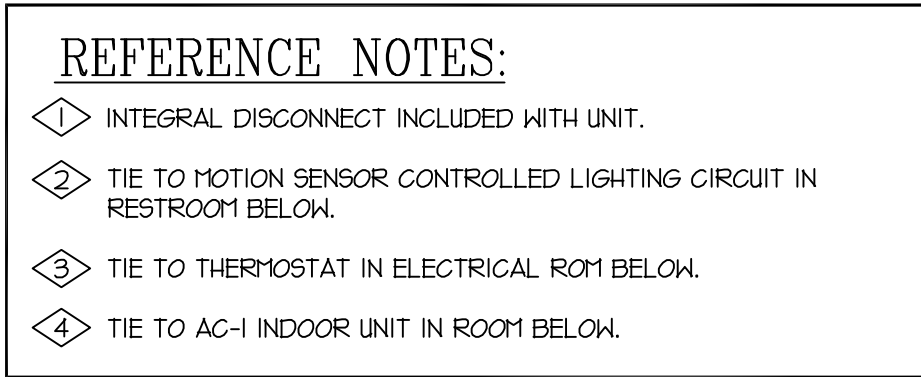 REFERENCE NOTES:
1 INTEGRAL DISCONNECT INCLUDED WITH UNIT.
2 TIE TO MOTION SENSOR CONTROLLED LIGHTING CIRCUIT IN
RESTROOM BELOW.
3 TIE TO THERMOSTAT IN ELECTRICAL ROM BELOW.
4 TIE TO AC-1 INDOOR UNIT IN ROOM BELOW.